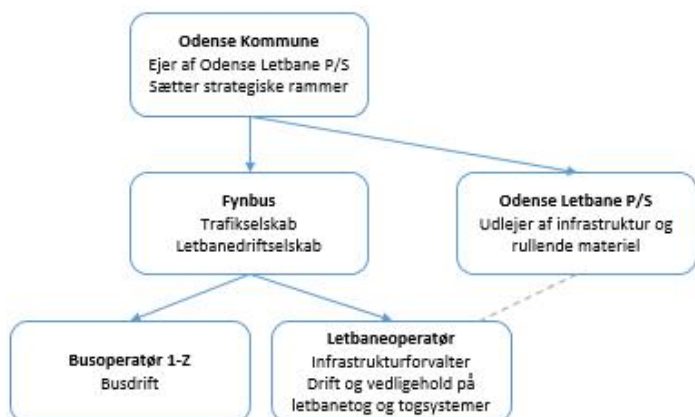 Odense Kommune
Ejer af Odense Letbane P/S
Sætter strategiske rammer
Fynbus
Trafikselskab
Letbanedriftselskab
Odense Letbane P/S
Udlejer af infrastruktur og
rullende materiel
Busoperatør 1-Z
Busdrift
Letbaneoperatør
Infrastrukturforvalter
Drift og vedligehold på
letbanetog og togsystemer